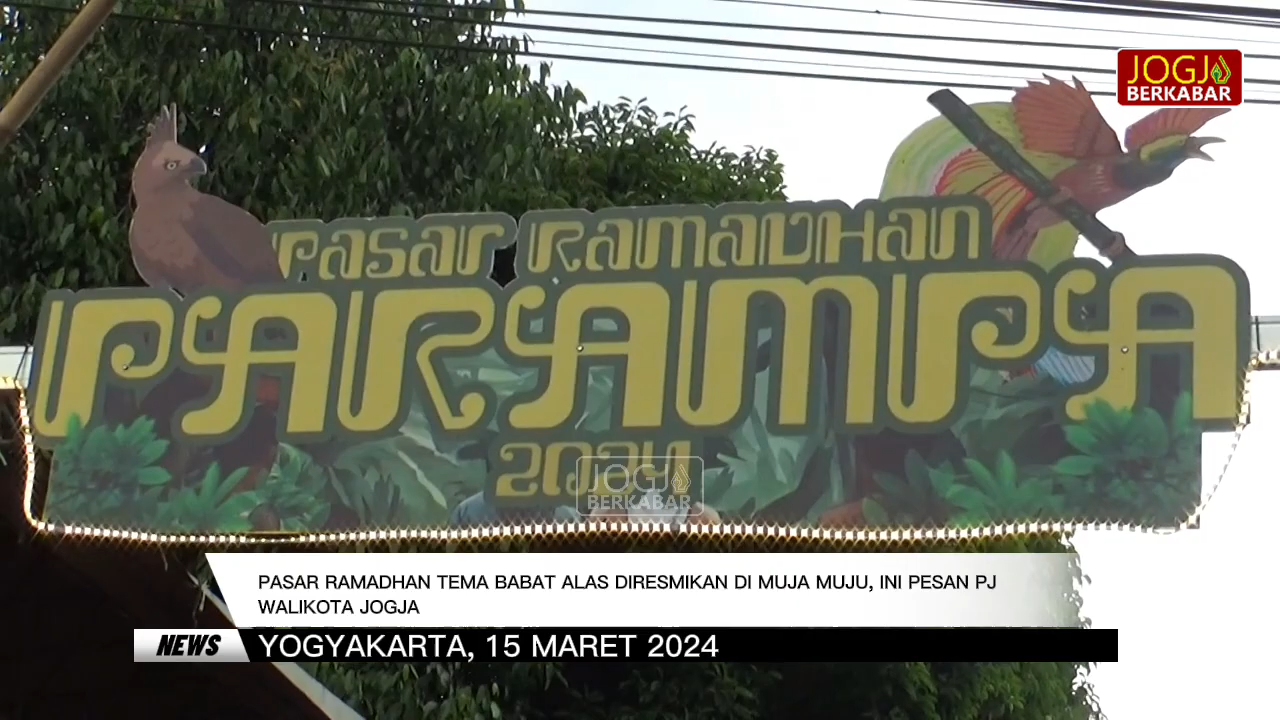 JOGJA
BERKABAR
PASAR RAMADHAN
PARAMPA
2024
JOGJA
BERKABAR
PASAR RAMADHAN TEMA BABAT ALAS DIRESMIKAN DI MUJA MUJU, INI PESAN PJ
WALIKOTA JOGJA
NEWS
YOGYAKARTA, 15 MARET 2024